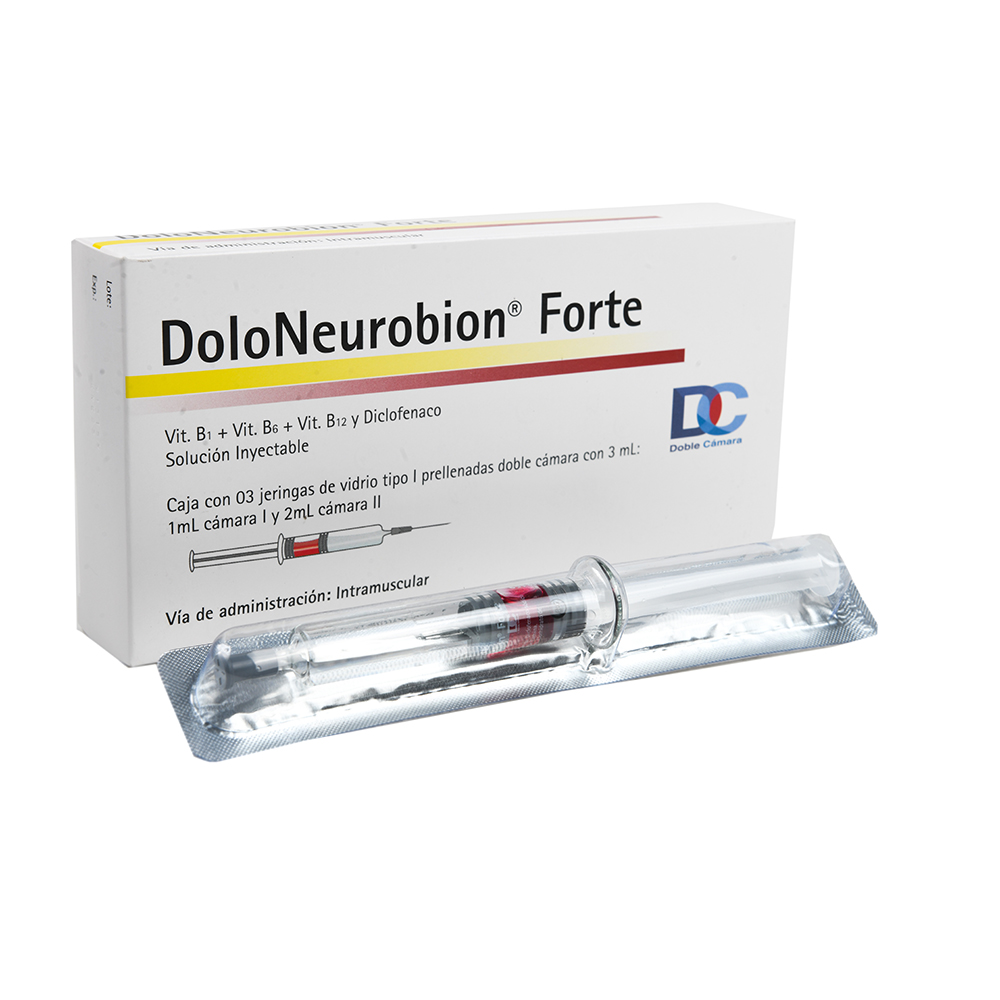 DoloNeurobion® Forte
Vía de administración: Intramuscular
Lote:
Exp.:
DoloNeurobion® Forte
Vit. B1 + Vit. B6 + Vit. B12 y Diclofenaco
Solución Inyectable
DC
Doble Cámara
Caja con 03 jeringas de vidrio tipo I prellenadas doble cámara con 3 mL:
1mL cámara I y 2mL cámara II
Vía de administración: Intramuscular